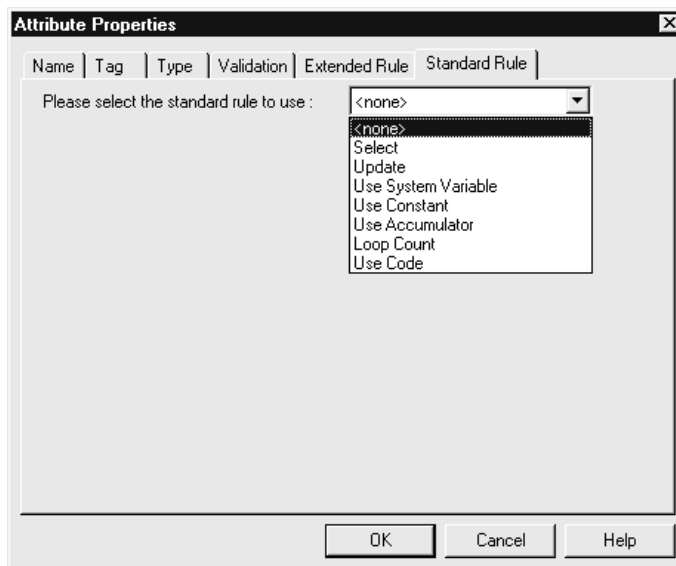 Attribute Properties
Name Tag Type Validation Extended Rule Standard Rule
Please select the standard rule to use : <none>
<none>
Select
Update
Use System Variable
Use Constant
Use Accumulator
Loop Count
Use Code
OK Cancel Help